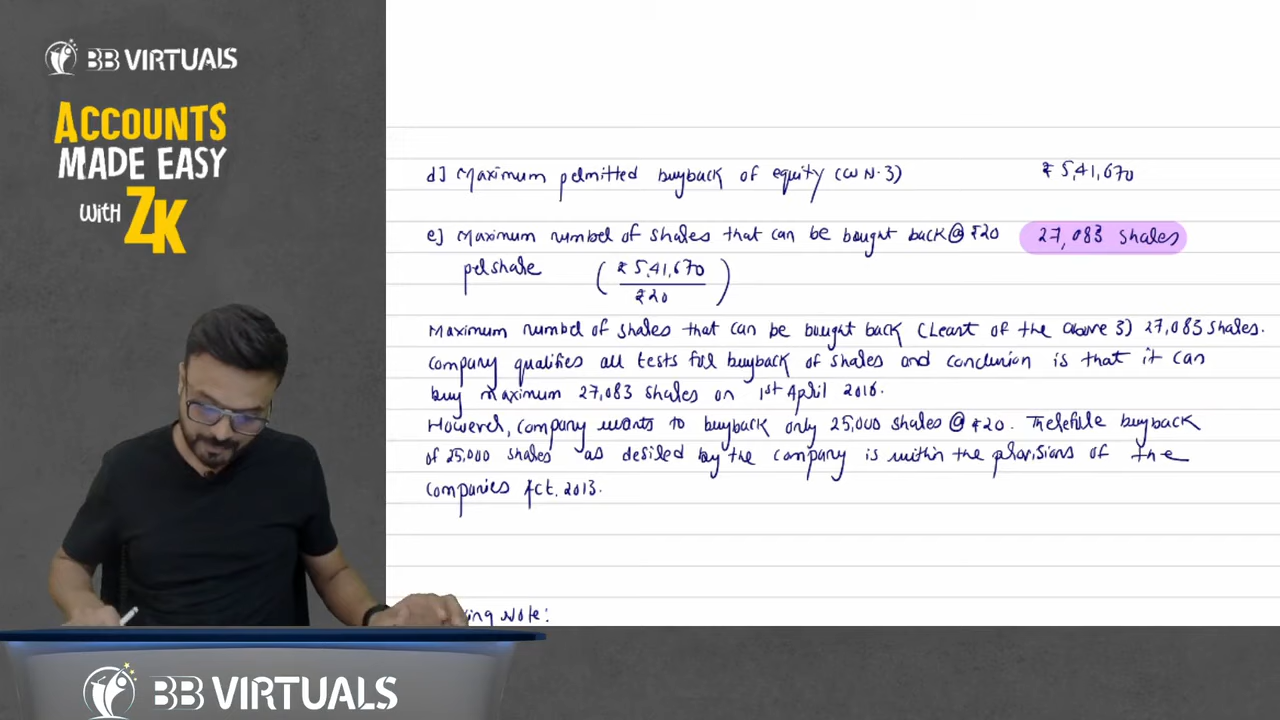 BB VIRTUALS
ACCOUNTS
MADE EASY
WITH ZK
d] Maximum permitted buyback of equity (W N.3) ₹ 5,41,670
e] Maximum number of shares that can be bought back @ ₹20 27,083 shares
per share ( ₹ 5,41,670
₹20 )
Maximum number of shares that can be bought back (Least of the above 3) 27,083 shares.
Company qualifies all tests for buyback of shares and conclusion is that it can
buy maximum 27,083 shares on 1st April 2016.
However, company wants to buyback only 25,000 shares @ ₹20. Therefore buyback
of 25,000 shares as desired by the company is within the provisions of the
Companies Act, 2013.
Note:
BB VIRTUALS